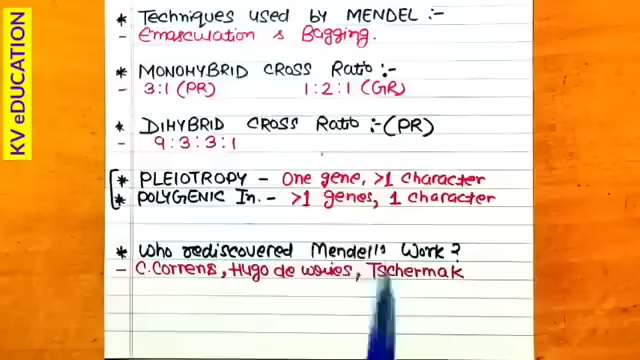 KV eDUCATION
* Techniques used by MENDEL :-
- Emasculation & Bagging.
* MONOHYBRID CROSS Ratio :-
- 3:1 (PR) 1:2:1 (GR)
* DIHYBRID CROSS Ratio :- (PR)
- 9:3:3:1
* PLEIOTROPY - One gene, >1 character
* POLYGENIC In. - >1 genes, 1 character
* Who rediscovered Mendel's Work?
- C.Correns, Hugo de wories, Tschermak